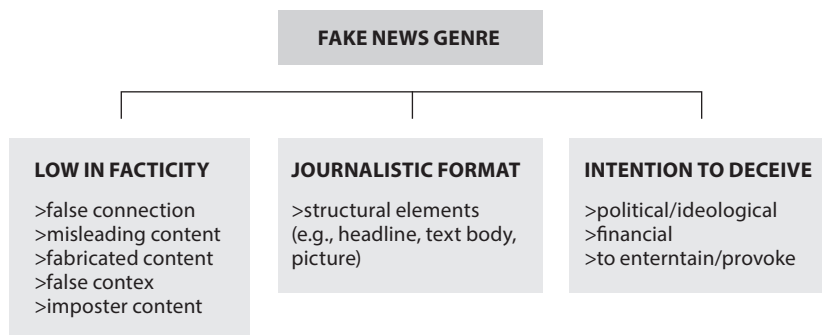 FAKE NEWS GENRE
LOW IN FACTICITY
>false connection
>misleading content
>fabricated content
>false contex
>imposter content
JOURNALISTIC FORMAT
>structural elements
(e.g., headline, text body,
picture)
INTENTION TO DECEIVE
>political/ideological
>financial
>to enterntain/provoke